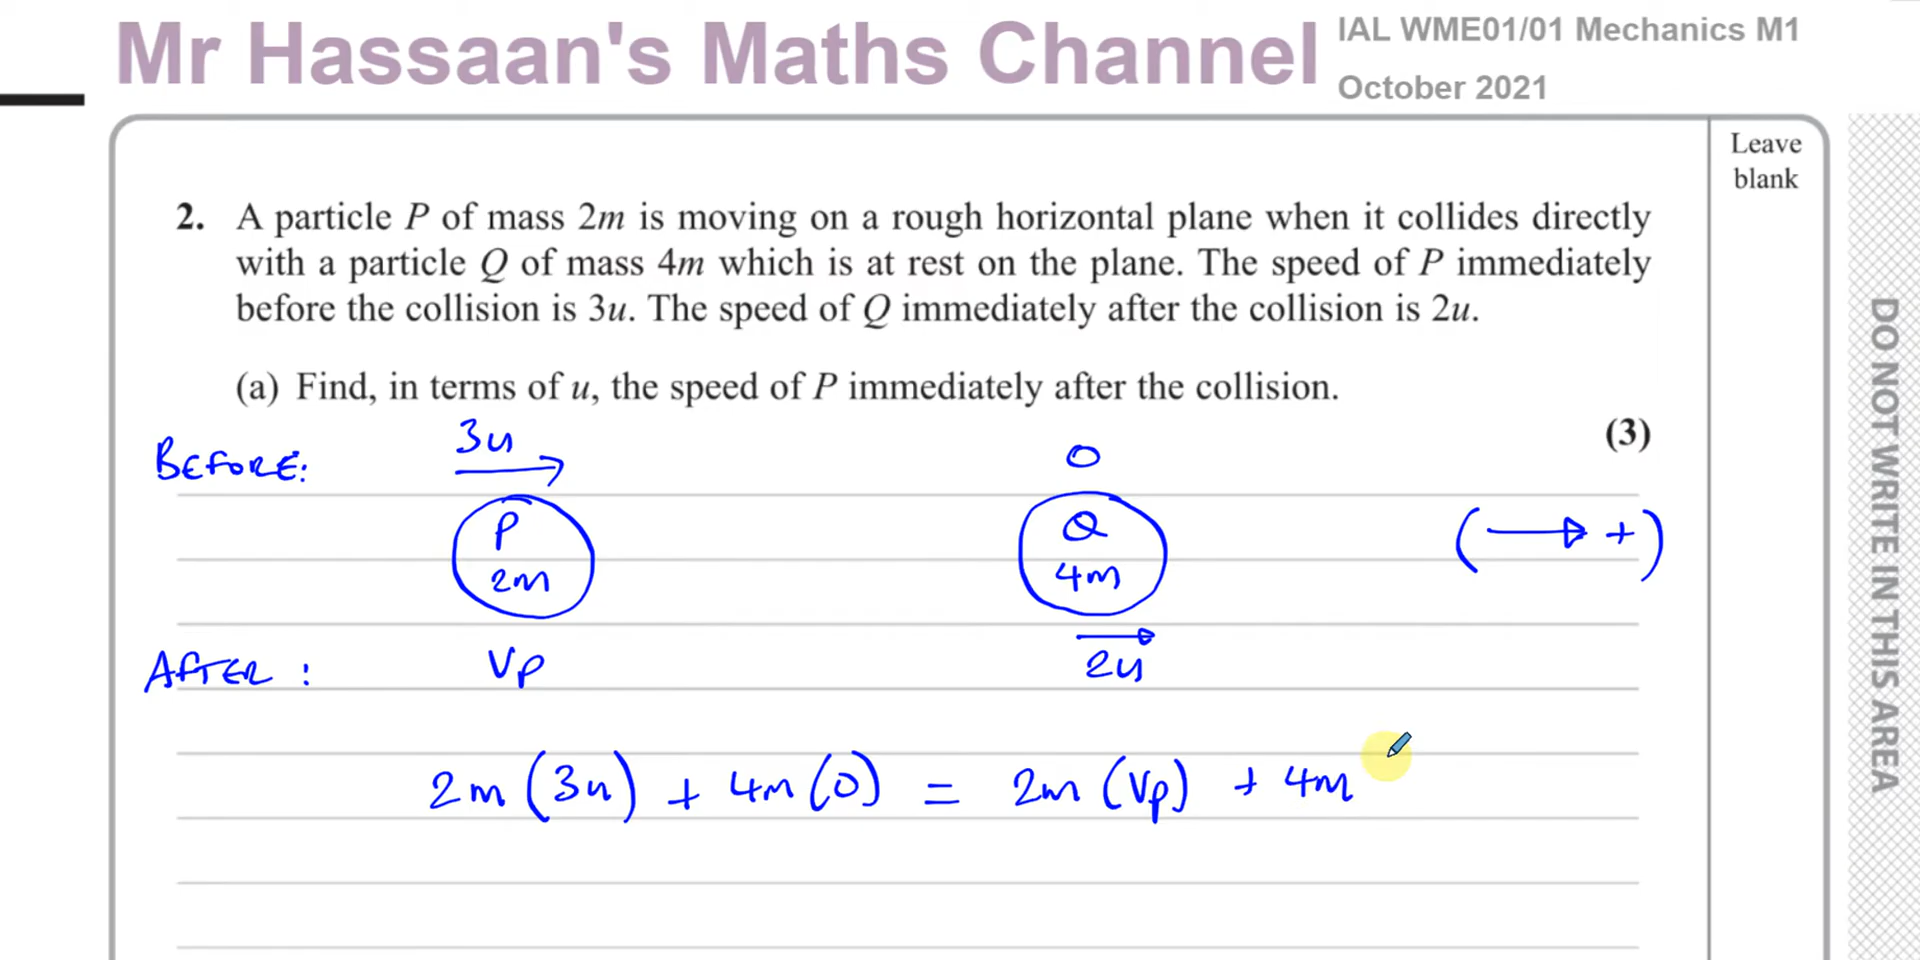 Mr Hassaan's Maths Channel
IAL WME01/01 Mechanics M1
October 2021
Leave
blank
2. A particle P of mass 2m is moving on a rough horizontal plane when it collides directly
with a particle Q of mass 4m which is at rest on the plane. The speed of P immediately
before the collision is 3u. The speed of Q immediately after the collision is 2u.
(a) Find, in terms of u, the speed of P immediately after the collision.
(3)
BEFORE: 3u 0
P Q (→ +)
2m 4m
AFTER: Vp 2u
2m (3u) + 4m (0) = 2m (Vp) + 4m
DO NOT WRITE IN THIS AREA